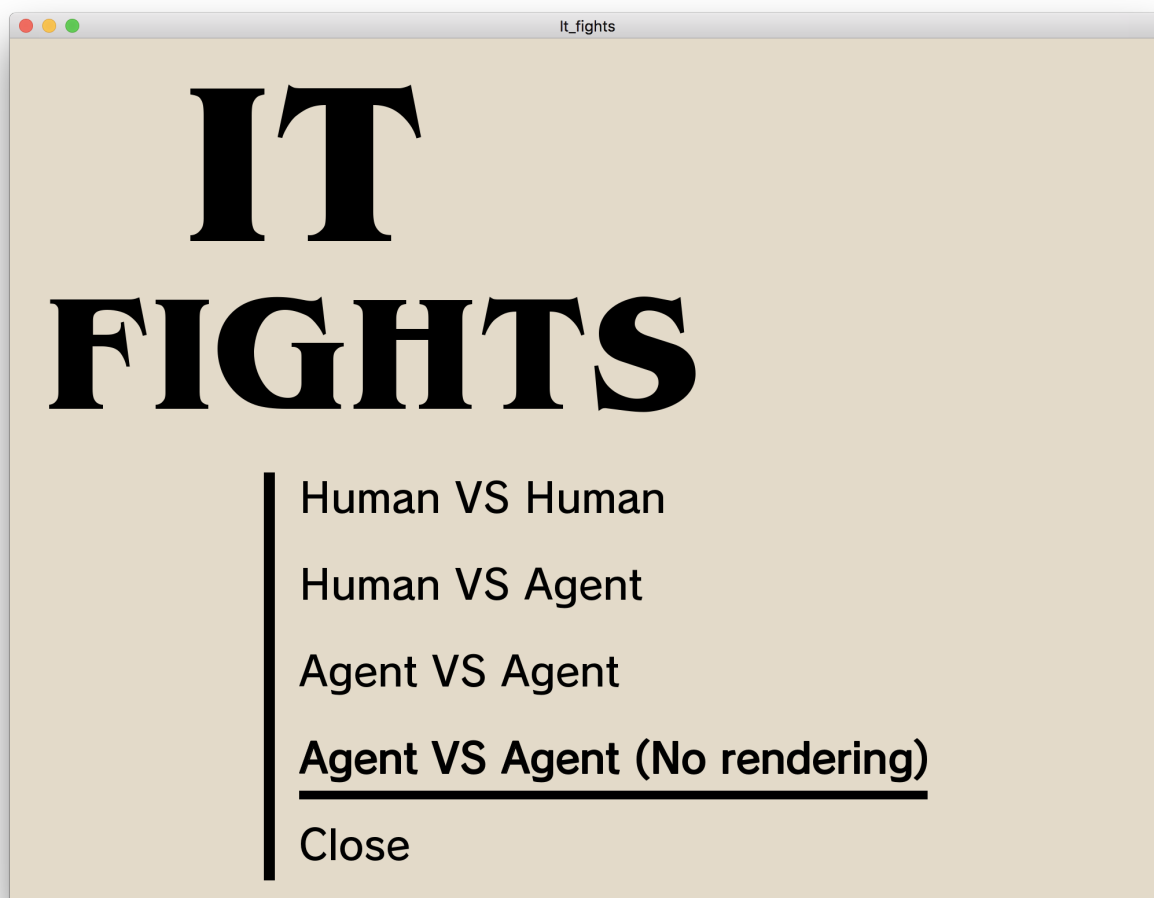 It_fights
IT
FIGHTS
Human VS Human
Human VS Agent
Agent VS Agent
Agent VS Agent (No rendering)
Close